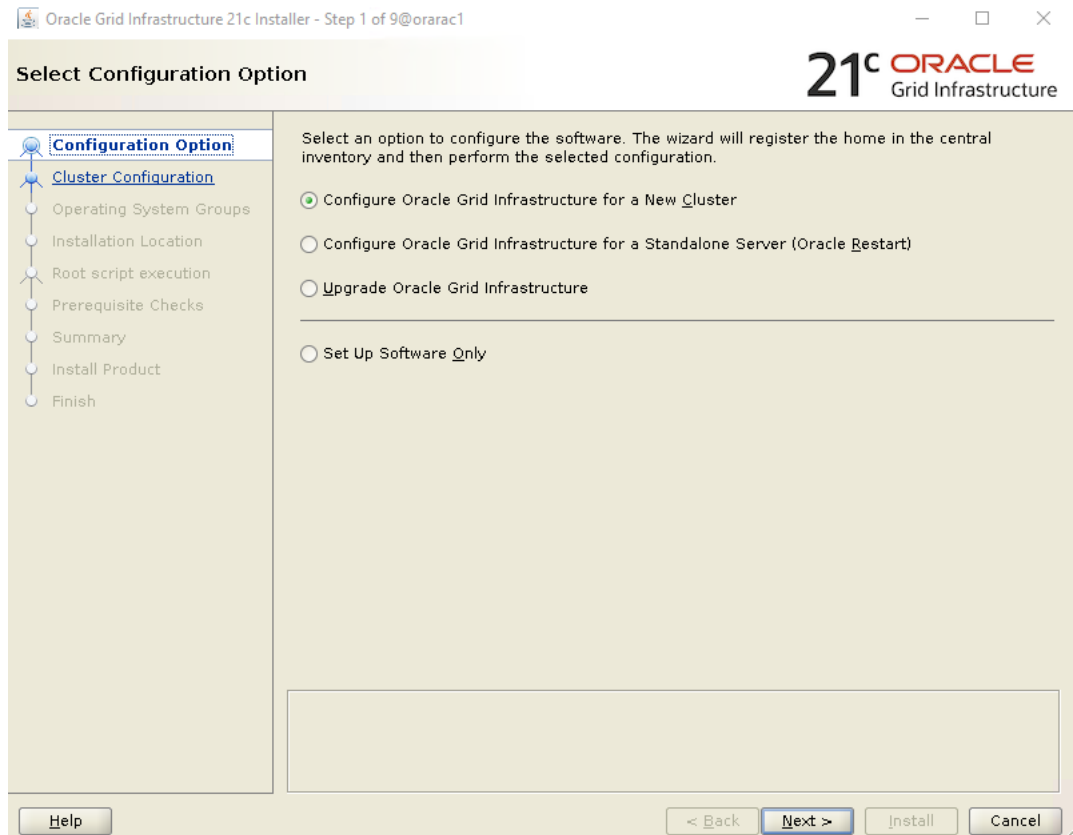 Oracle Grid Infrastructure 21c Installer - Step 1 of 9@orarac1
Select Configuration Option
21c ORACLE
Grid Infrastructure
Configuration Option
Cluster Configuration
Operating System Groups
Installation Location
Root script execution
Prerequisite Checks
Summary
Install Product
Finish
Select an option to configure the software. The wizard will register the home in the central
inventory and then perform the selected configuration.
Configure Oracle Grid Infrastructure for a New Cluster
Configure Oracle Grid Infrastructure for a Standalone Server (Oracle Restart)
Upgrade Oracle Grid Infrastructure
Set Up Software Only
Help
< Back
Next >
Install
Cancel